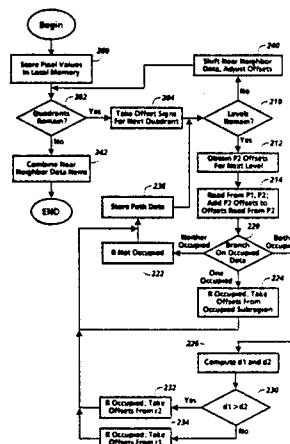 Begin
200
Store Pixel Values
In Local Memory
240
Shift Near Neighbor
Data, Adjust Offsets
202
Quadrants
Remain?
Yes
204
Take Offset Signs
For Next Quadrant
No
210
Levels
Remain?
No
Yes
242
Combine Near
Neighbor Data Items
END
212
Obtain P2 Offsets
For Next Level
214
Read From P1, P2;
Add P2 Offsets to
Offsets Read From P2
236
Store Path Data
220
Branch
On Occupied
Data
Neither
Occupied
Both
R Not Occupied
222
One
Occupied
224
R Occupied; Take
Offsets From
Occupied Subregion
226
Compute d1 and d2
230
d1>d2
Yes
No
232
R Occupied; Take
Offsets From r2
234
R Occupied; Take
Offsets From r1